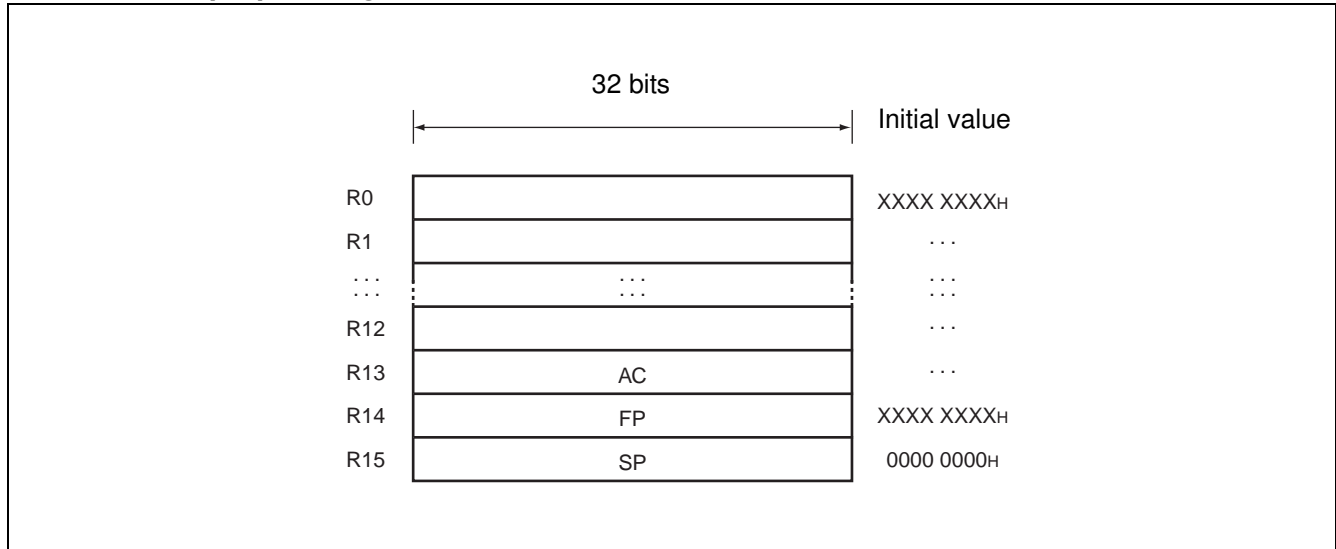 32 bits
Initial value
R0 XXXX XXXXH
R1 ...
... ... ...
... ... ...
R12 ...
R13 AC ...
R14 FP XXXX XXXXH
R15 SP 0000 0000H